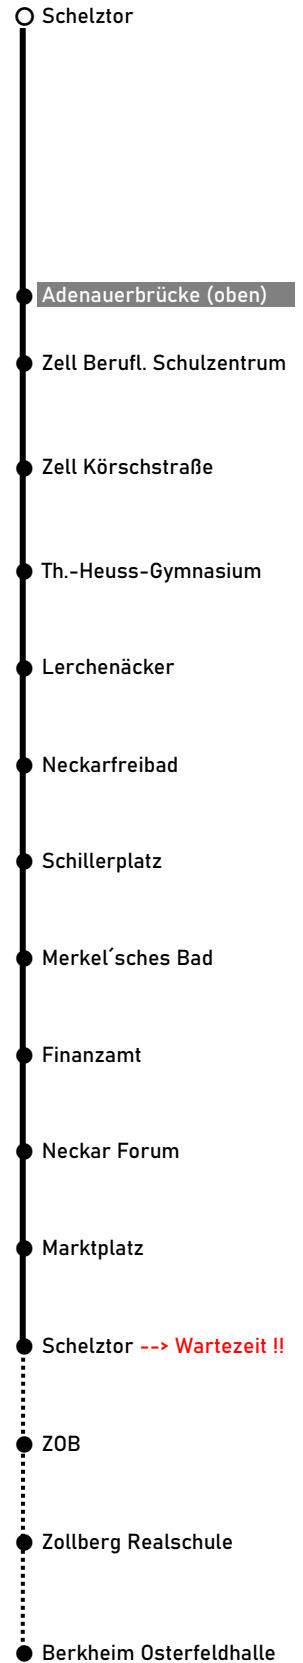 Schelztor
Adenauerbrücke (oben)
Zell Berufl. Schulzentrum
Zell Körschstraße
Th.-Heuss-Gymnasium
Lerchenäcker
Neckarfreibad
Schillerplatz
Merkel´sches Bad
Finanzamt
Neckar Forum
Marktplatz
Schelztor --> Wartezeit !!
ZOB
Zollberg Realschule
Berkheim Osterfeldhalle